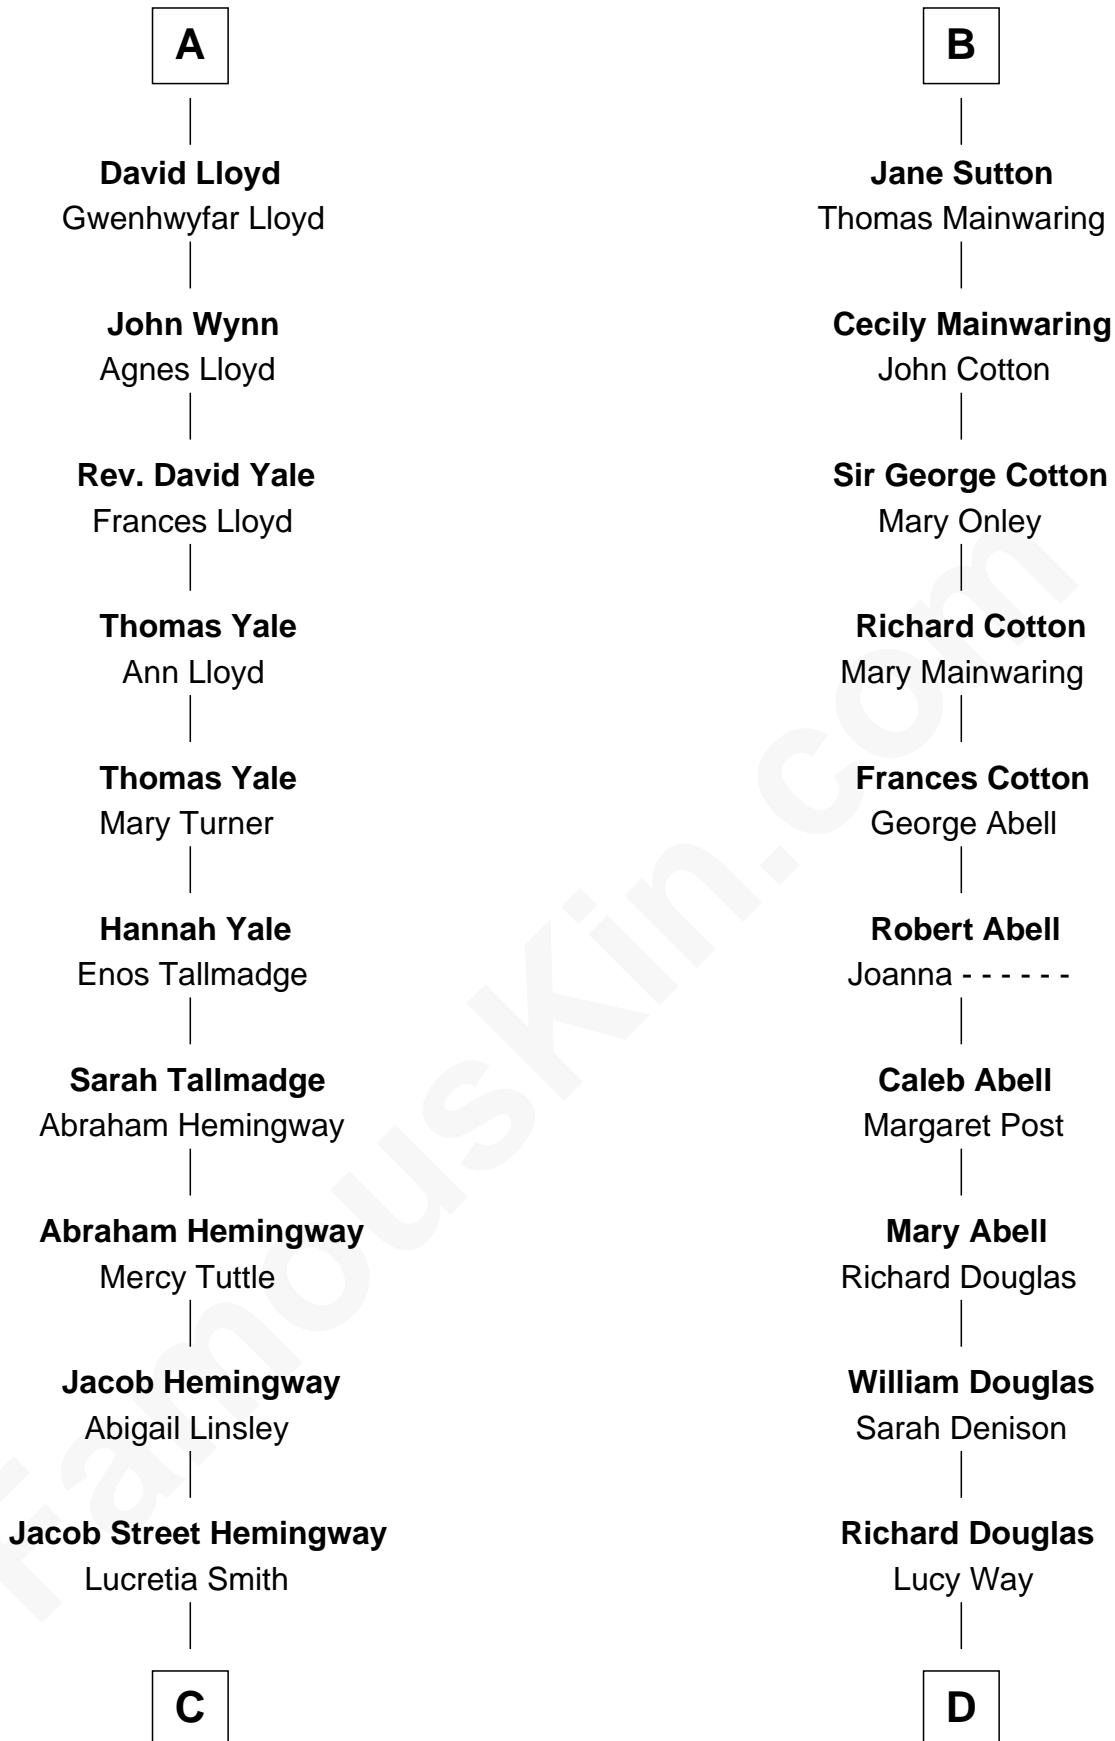 A
David Lloyd
Gwenhwyfar Lloyd
John Wynn
Agnes Lloyd
Rev. David Yale
Frances Lloyd
Thomas Yale
Ann Lloyd
Thomas Yale
Mary Turner
Hannah Yale
Enos Tallmadge
Sarah Tallmadge
Abraham Hemingway
Abraham Hemingway
Mercy Tuttle
Jacob Hemingway
Abigail Linsley
Jacob Street Hemingway
Lucretia Smith
C
B
Jane Sutton
Thomas Mainwaring
Cecily Mainwaring
John Cotton
Sir George Cotton
Mary Onley
Richard Cotton
Mary Mainwaring
Frances Cotton
George Abell
Robert Abell
Joanna - - - - - -
Caleb Abell
Margaret Post
Mary Abell
Richard Douglas
William Douglas
Sarah Denison
Richard Douglas
Lucy Way
D
FamousKin.com